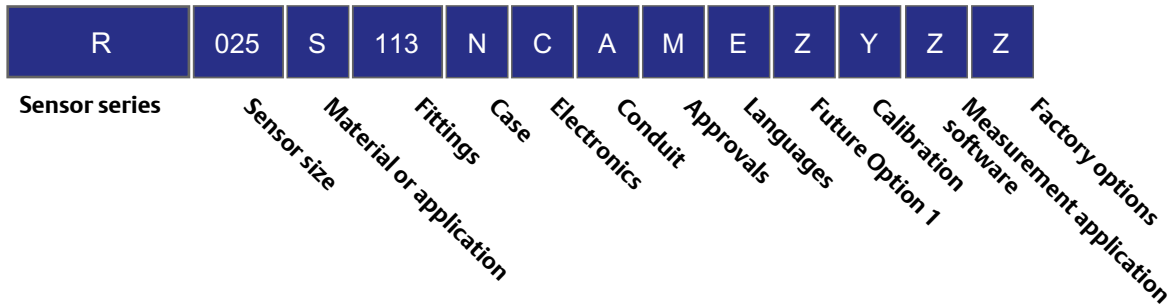 R 025 S 113 N C A M E Z Y Z Z
Sensor series
Sensor size
Material or application
Fittings
Case
Electronics
Conduit
Approvals
Languages
Future Option 1
Calibration
Measurement application
software
Factory options